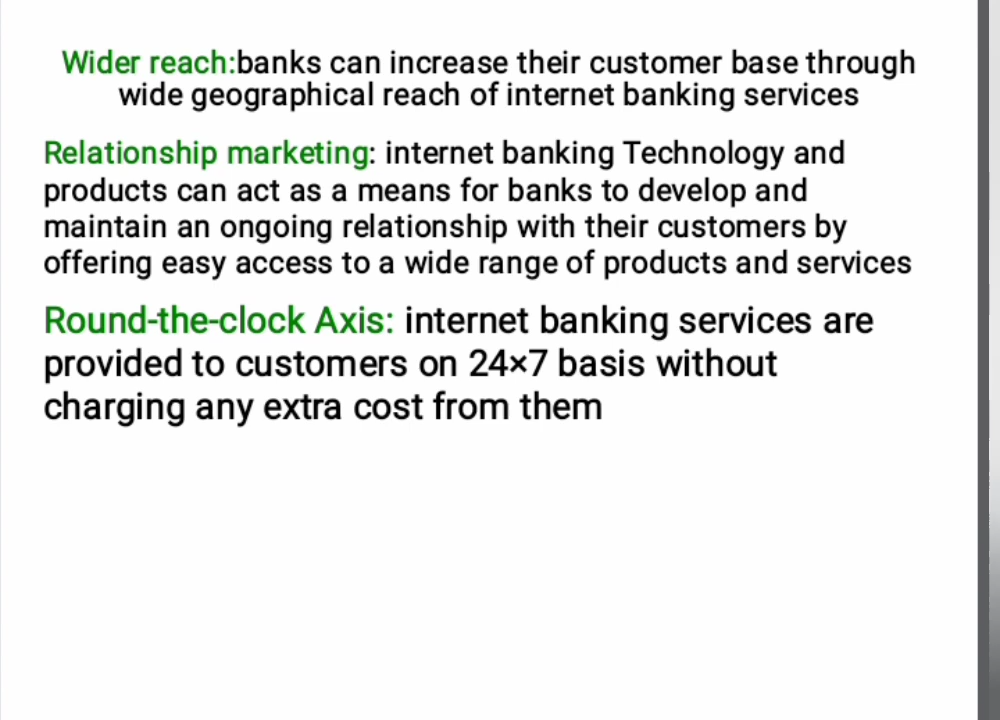 Wider reach:banks can increase their customer base through
wide geographical reach of internet banking services
Relationship marketing: internet banking Technology and
products can act as a means for banks to develop and
maintain an ongoing relationship with their customers by
offering easy access to a wide range of products and services
Round-the-clock Axis: internet banking services are
provided to customers on 24×7 basis without
charging any extra cost from them